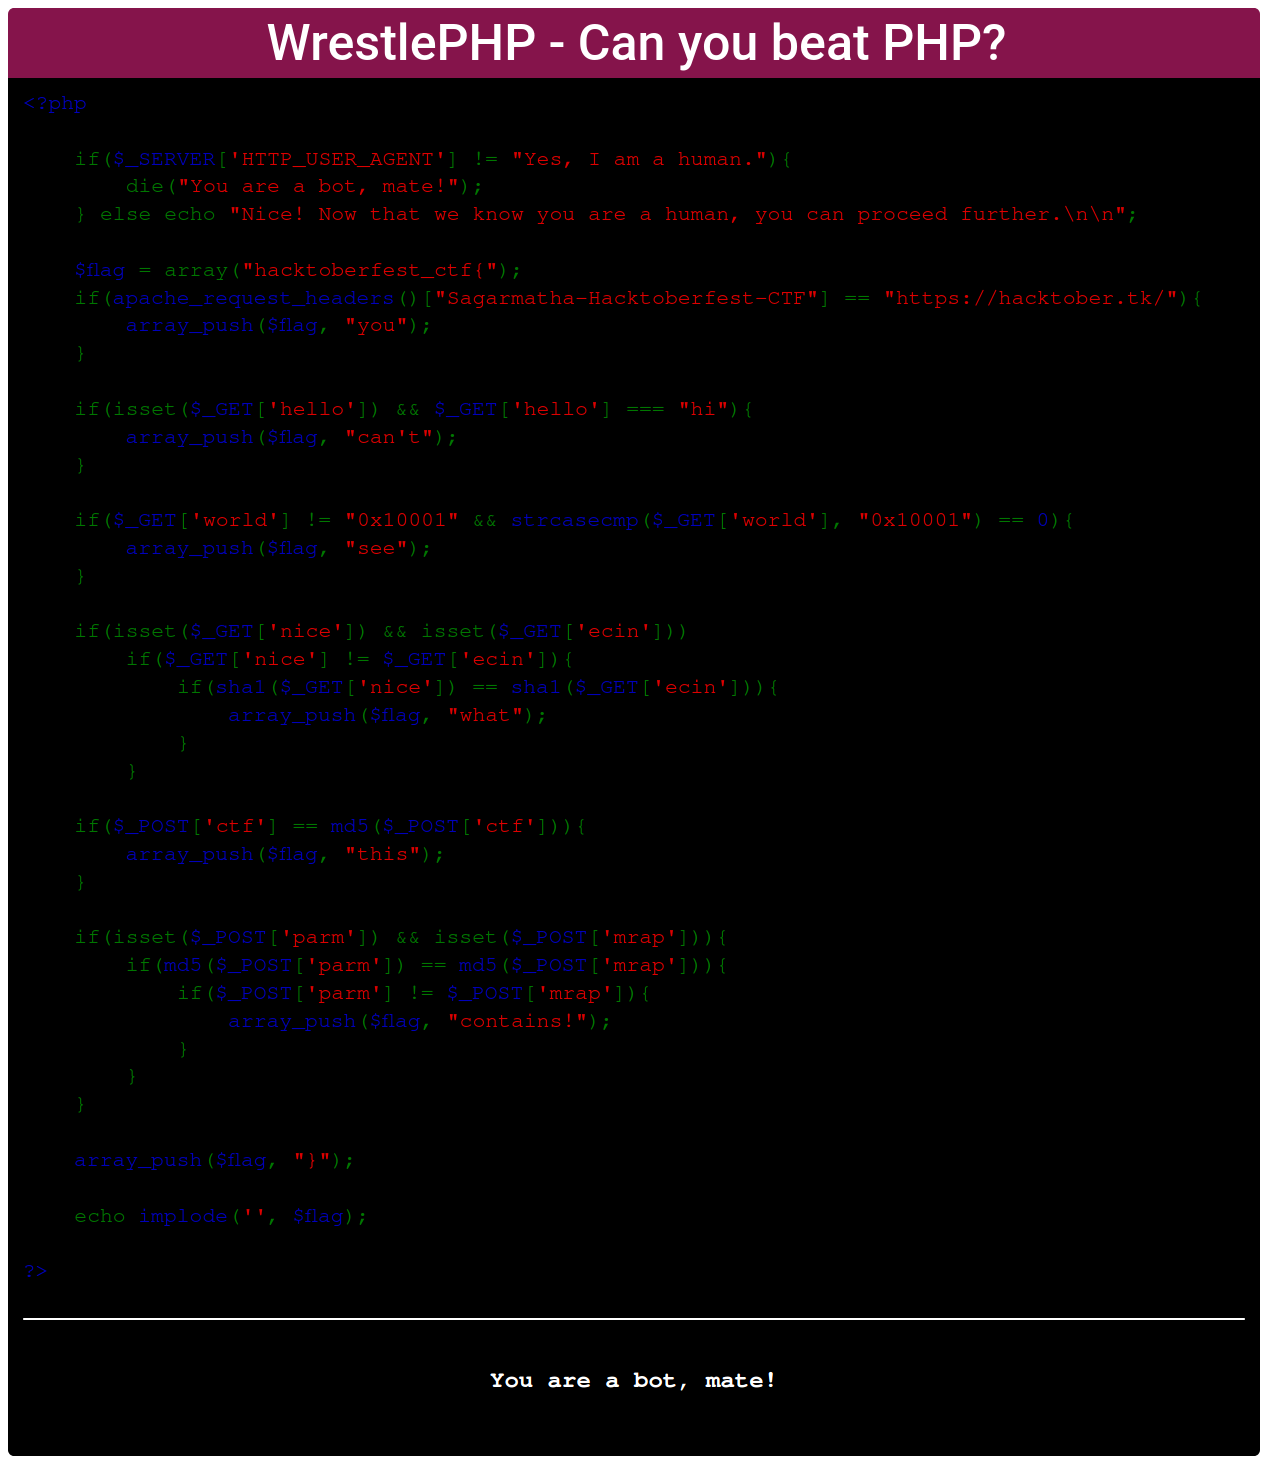 WrestlePHP - Can you beat PHP?
<?php
if($_SERVER['HTTP_USER_AGENT'] != "Yes, I am a human."){
die("You are a bot, mate!");
} else echo "Nice! Now that we know you are a human, you can proceed further.\n\n";
$flag = array("hacktoberfest_ctf{");
if(apache_request_headers()["Sagarmatha-Hacktoberfest-CTF"] == "https://hacktober.tk/"){
array_push($flag, "you");
}
if(isset($_GET['hello']) && $_GET['hello'] === "hi"){
array_push($flag, "can't");
}
if($_GET['world'] != "0x10001" && strcasecmp($_GET['world'], "0x10001") == 0){
array_push($flag, "see");
}
if(isset($_GET['nice']) && isset($_GET['ecin']))
if($_GET['nice'] != $_GET['ecin']){
if(sha1($_GET['nice']) == sha1($_GET['ecin'])){
array_push($flag, "what");
}
}
if($_POST['ctf'] == md5($_POST['ctf'])){
array_push($flag, "this");
}
if(isset($_POST['parm']) && isset($_POST['mrap'])){
if(md5($_POST['parm']) == md5($_POST['mrap'])){
if($_POST['parm'] != $_POST['mrap']){
array_push($flag, "contains!");
}
}
}
array_push($flag, "}");
echo implode('', $flag);
?>
You are a bot, mate!